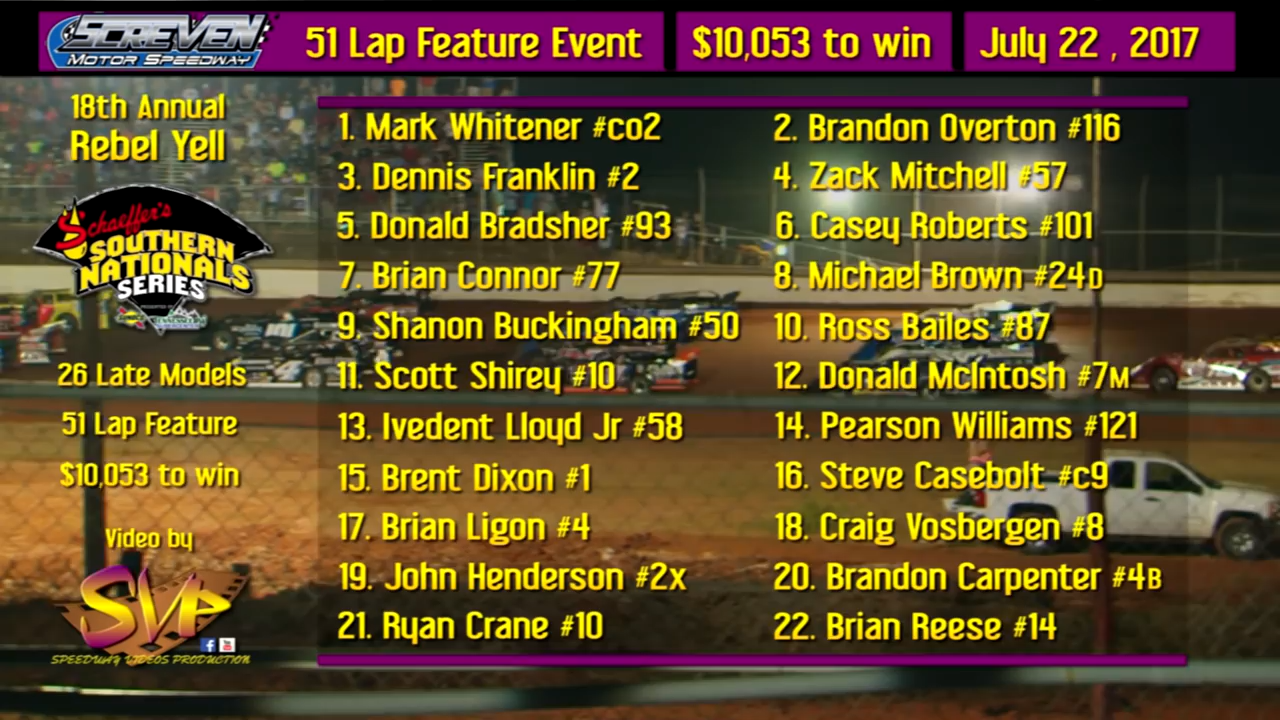 SCREVEN
MOTOR SPEEDWAY
51 Lap Feature Event
$10,053 to win
July 22 , 2017
18th Annual
Rebel Yell
Schaeffer's
SOUTHERN
NATIONALS
SERIES
26 Late Models
51 Lap Feature
$10,053 to win
Video by
SVP
SPEEDWAY VIDEOS PRODUCTION
1. Mark Whitener #co2
2. Brandon Overton #116
3. Dennis Franklin #2
4. Zack Mitchell #57
5. Donald Bradsher #93
6. Casey Roberts #101
7. Brian Connor #77
8. Michael Brown #24D
9. Shanon Buckingham #50
10. Ross Bailes #87
11. Scott Shirey #10
12. Donald McIntosh #7M
13. Ivedent Lloyd Jr #58
14. Pearson Williams #121
15. Brent Dixon #1
16. Steve Casebolt #c9
17. Brian Ligon #4
18. Craig Vosbergen #8
19. John Henderson #2x
20. Brandon Carpenter #4B
21. Ryan Crane #10
22. Brian Reese #14